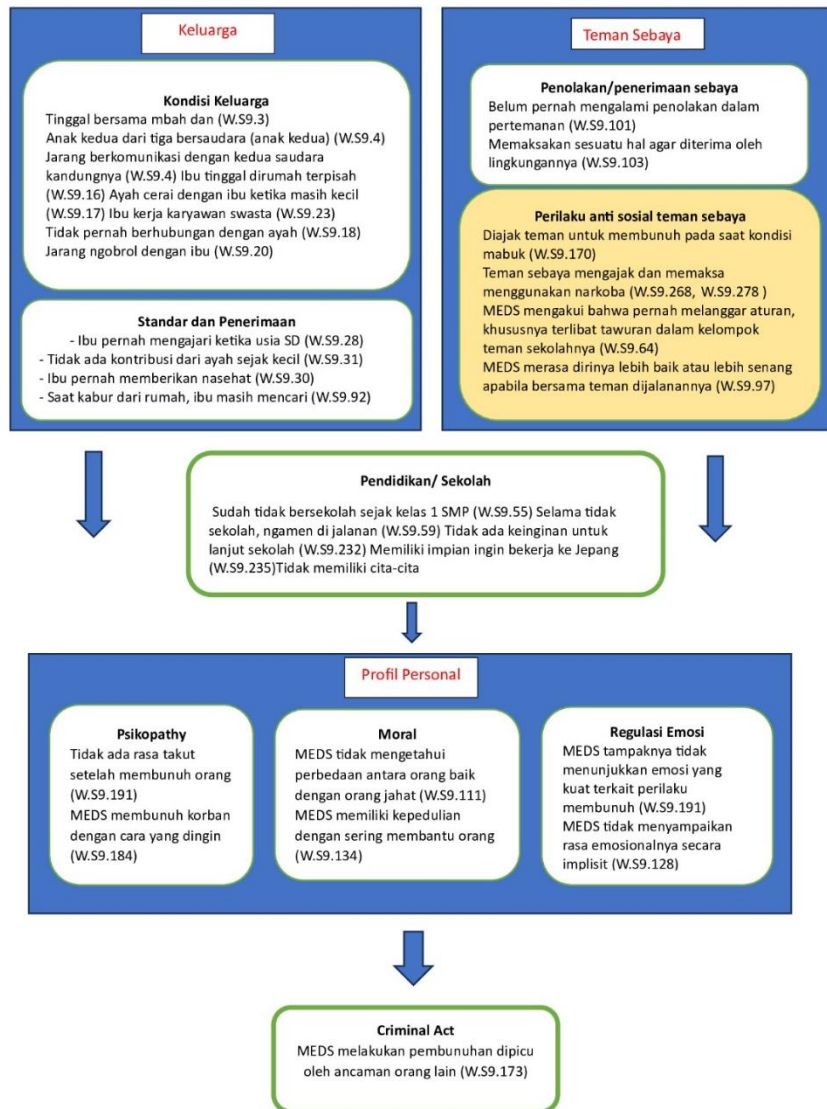 Keluarga
Kondisi Keluarga
Tinggal bersama mbah dan (W.S9.3)
Anak kedua dari tiga bersaudara (anak kedua) (W.S9.4)
Jarang berkomunikasi dengan kedua saudara
kandungnya (W.S9.4) Ibu tinggal dirumah terpisah
(W.S9.16) Ayah cerai dengan ibu ketika masih kecil
(W.S9.17) Ibu kerja karyawan swasta (W.S9.23)
Tidak pernah berhubungan dengan ayah (W.S9.18)
Jarang ngobrol dengan ibu (W.S9.20)
Standar dan Penerimaan
- Ibu pernah mengajari ketika usia SD (W.S9.28)
- Tidak ada kontribusi dari ayah sejak kecil (W.S9.31)
- Ibu pernah memberikan nasehat (W.S9.30)
- Saat kabur dari rumah, ibu masih mencari (W.S9.92)
Teman Sebaya
Penolakan/penerimaan sebaya
Belum pernah mengalami penolakan dalam
pertemanan (W.S9.101)
Memaksakan sesuatu hal agar diterima oleh
lingkungannya (W.S9.103)
Perilaku anti sosial teman sebaya
Diajak teman untuk membunuh pada saat kondisi
mabuk (W.S9.170)
Teman sebaya mengajak dan memaksa
menggunakan narkoba (W.S9.268, W.S9.278 )
MEDS mengakui bahwa pernah melanggar aturan,
khususnya terlibat tawuran dalam kelompok
teman sekolahnya (W.S9.64)
MEDS merasa dirinya lebih baik atau lebih senang
apabila bersama teman dijalanannya (W.S9.97)
Pendidikan/ Sekolah
Sudah tidak bersekolah sejak kelas 1 SMP (W.S9.55) Selama tidak
sekolah, ngamen di jalanan (W.S9.59) Tidak ada keinginan untuk
lanjut sekolah (W.S9.232) Memiliki impian ingin bekerja ke Jepang
(W.S9.235)Tidak memiliki cita-cita
Profil Personal
Psikopathy
Tidak ada rasa takut
setelah membunuh orang
(W.S9.191)
MEDS membunuh korban
dengan cara yang dingin
(W.S9.184)
Moral
MEDS tidak mengetahui
perbedaan antara orang baik
dengan orang jahat (W.S9.111)
MEDS memiliki kepedulian
dengan sering membantu orang
(W.S9.134)
Regulasi Emosi
MEDS tampaknya tidak
menunjukkan emosi yang
kuat terkait perilaku
membunuh (W.S9.191)
MEDS tidak menyampaikan
rasa emosionalnya secara
implisit (W.S9.128)
Criminal Act
MEDS melakukan pembunuhan dipicu
oleh ancaman orang lain (W.S9.173)